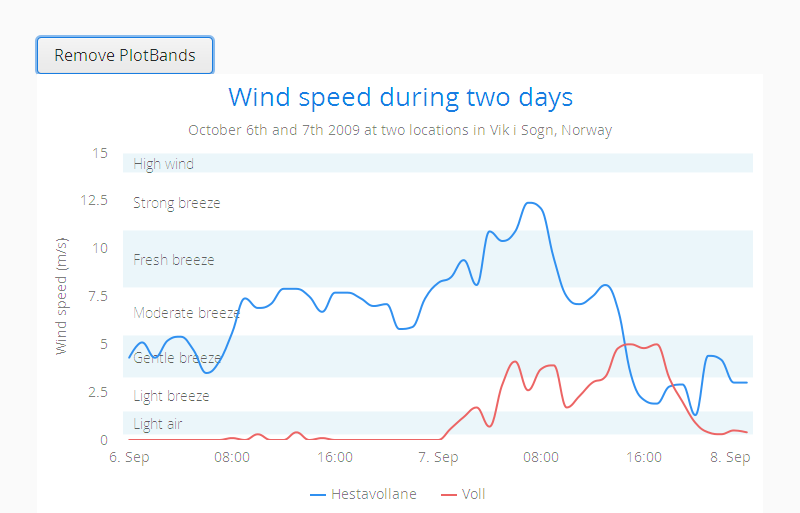 Remove PlotBands
Wind speed during two days
October 6th and 7th 2009 at two locations in Vik i Sogn, Norway
Wind speed (m/s)
15
12.5
10
7.5
5
2.5
0
High wind
Strong breeze
Fresh breeze
Moderate breeze
Gentle breeze
Light breeze
Light air
6. Sep 08:00 16:00 7. Sep 08:00 16:00 8. Sep
Hestavollane Voll